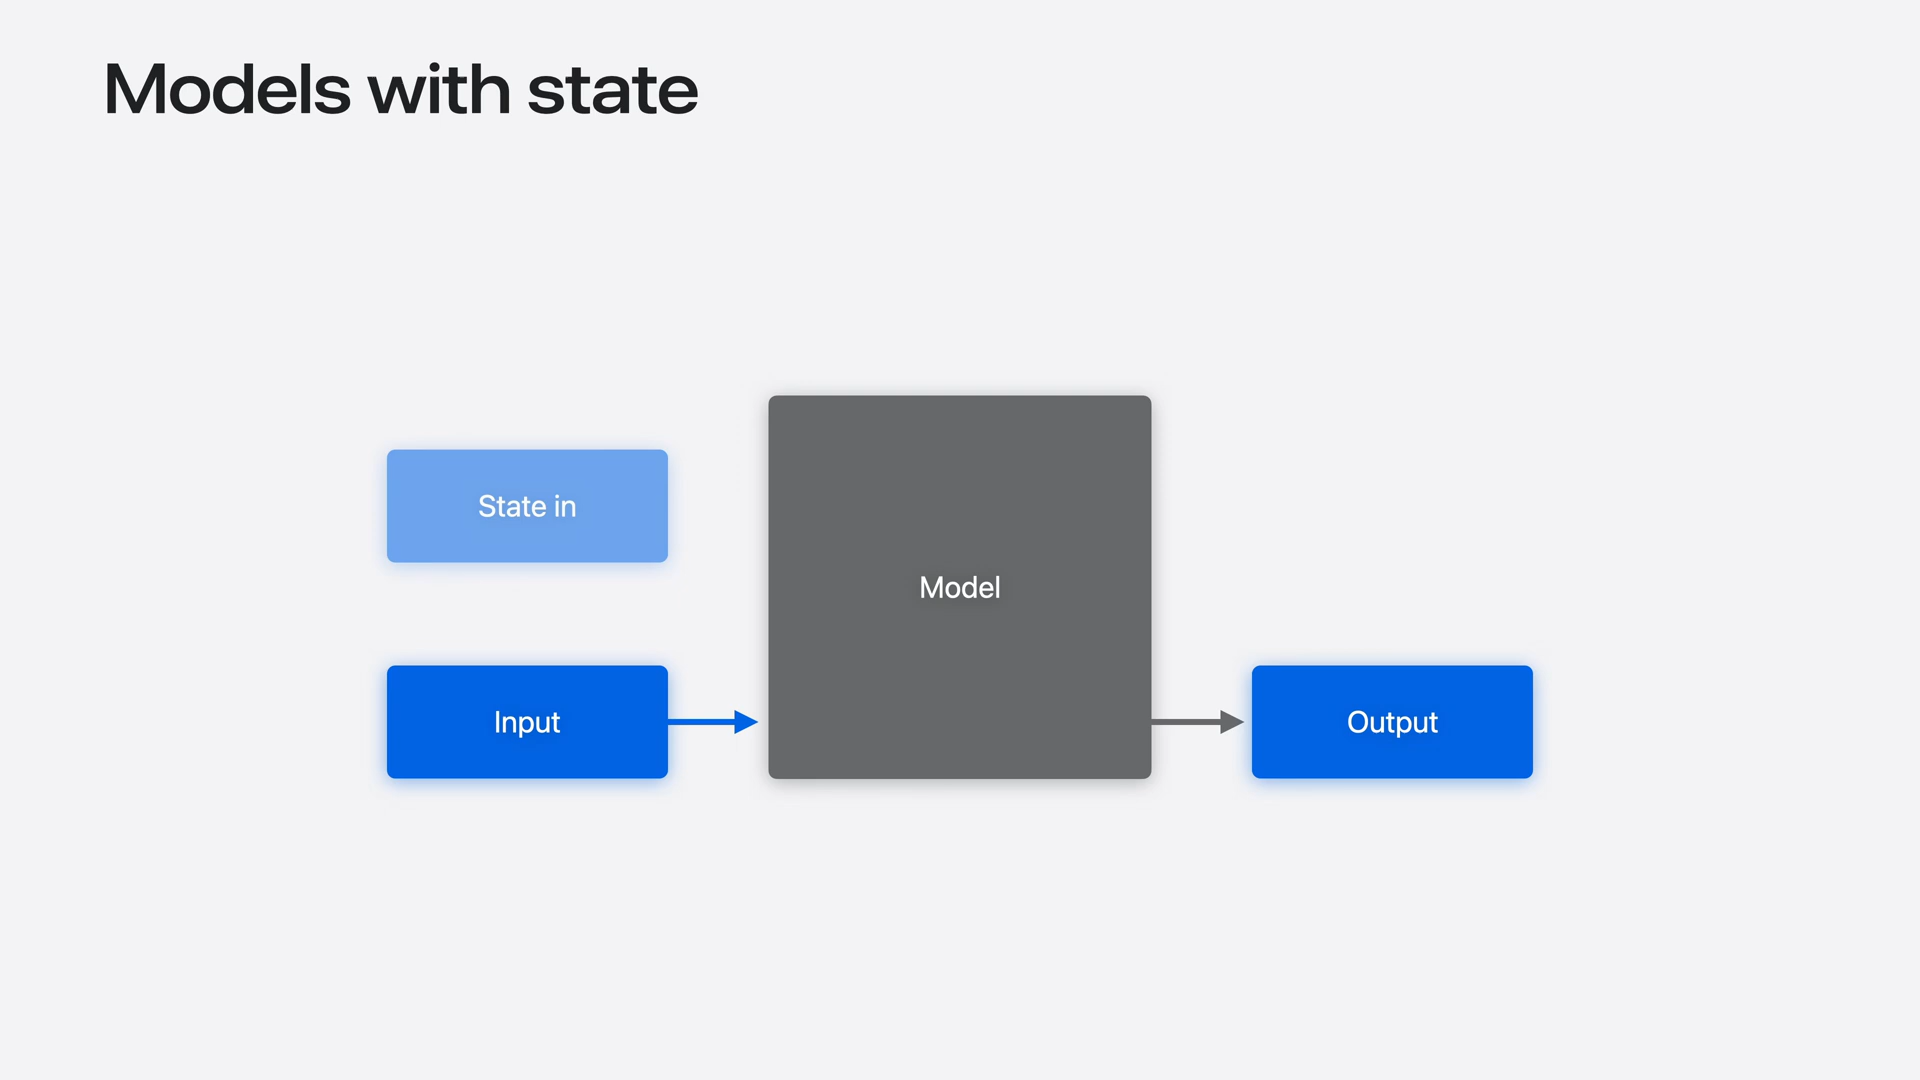 Models with state
State in
Model
Input
Output